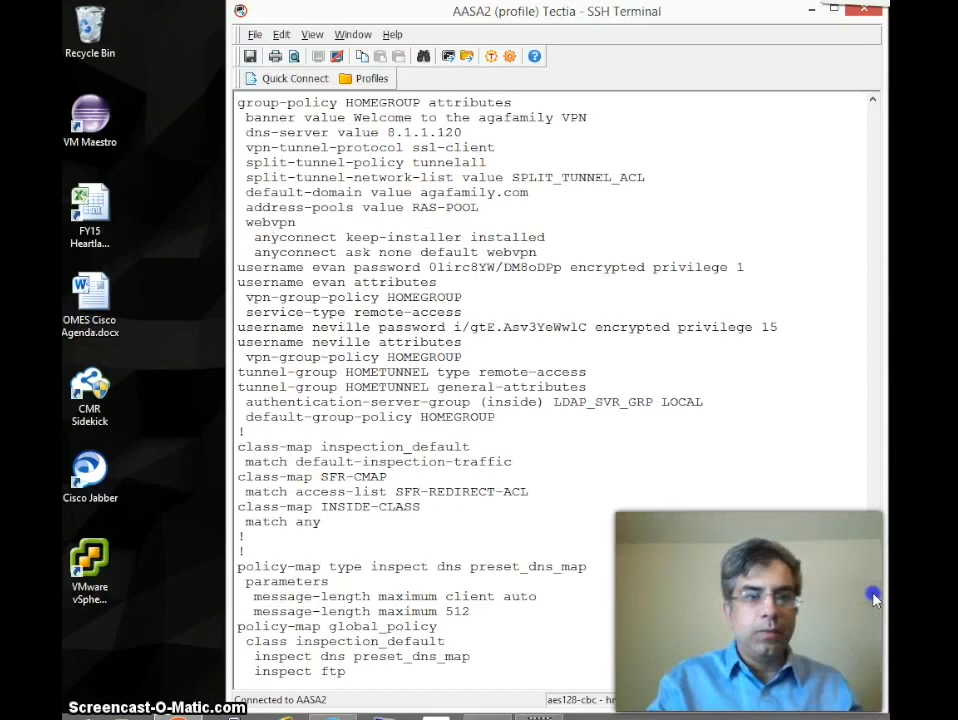 AASA2 (profile) Tectia - SSH Terminal
File Edit View Window Help
Quick Connect Profiles
Recycle Bin
VM Maestro
FY15
Heartla...
OMES Cisco
Agenda.docx
CMR
Sidekick
Cisco Jabber
VMware
vSphe...
group-policy HOMEGROUP attributes
banner value Welcome to the agafamily VPN
dns-server value 8.1.1.120
vpn-tunnel-protocol ssl-client
split-tunnel-policy tunnelall
split-tunnel-network-list value SPLIT_TUNNEL_ACL
default-domain value agafamily.com
address-pools value RAS-POOL
webvpn
anyconnect keep-installer installed
anyconnect ask none default webvpn
username evan password 0lirc8YW/DM8oDPp encrypted privilege 1
username evan attributes
vpn-group-policy HOMEGROUP
service-type remote-access
username neville password i/gtE.Asv3YeWwlC encrypted privilege 15
username neville attributes
vpn-group-policy HOMEGROUP
tunnel-group HOMETUNNEL type remote-access
tunnel-group HOMETUNNEL general-attributes
authentication-server-group (inside) LDAP_SVR_GRP LOCAL
default-group-policy HOMEGROUP
!
class-map inspection_default
match default-inspection-traffic
class-map SFR-CMAP
match access-list SFR-REDIRECT-ACL
class-map INSIDE-CLASS
match any
!
!
policy-map type inspect dns preset_dns_map
parameters
message-length maximum client auto
message-length maximum 512
policy-map global_policy
class inspection_default
inspect dns preset_dns_map
inspect ftp
Connected to AASA2
aes128-cbc -
Screencast-O-Matic.com